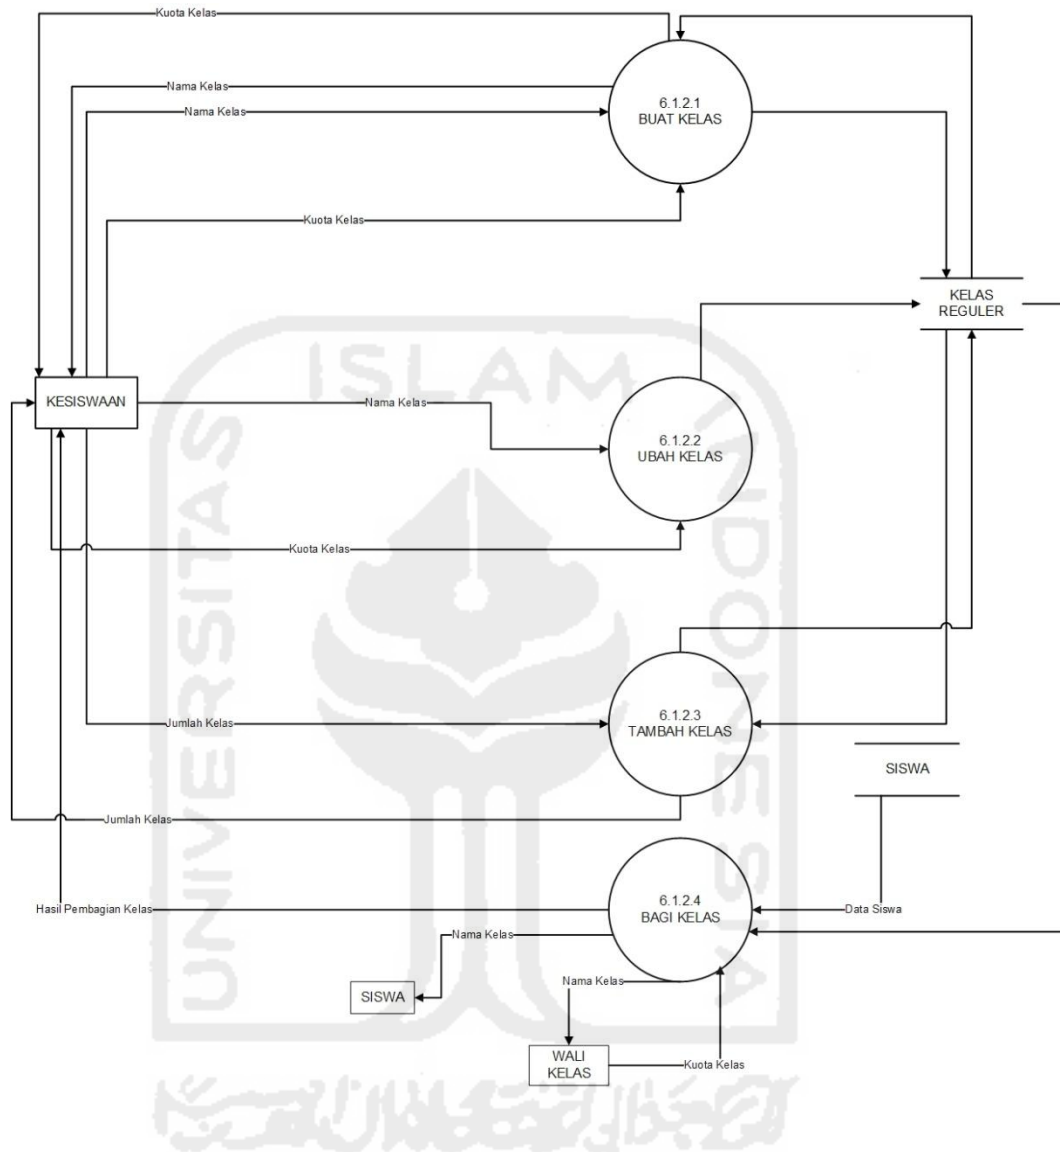 Kuota Kelas
Nama Kelas
Nama Kelas
6.1.2.1
BUAT KELAS
Kuota Kelas
KELAS
REGULER
ISLAM
KESISWAAN
Nama Kelas
6.1.2.2
UBAH KELAS
UNIVERSITAS
INDONESIA
Kuota Kelas
Jumlah Kelas
6.1.2.3
TAMBAH KELAS
SISWA
Jumlah Kelas
Hasil Pembagian Kelas
6.1.2.4
BAGI KELAS
Data Siswa
Nama Kelas
Nama Kelas
SISWA
WALI
KELAS
Kuota Kelas